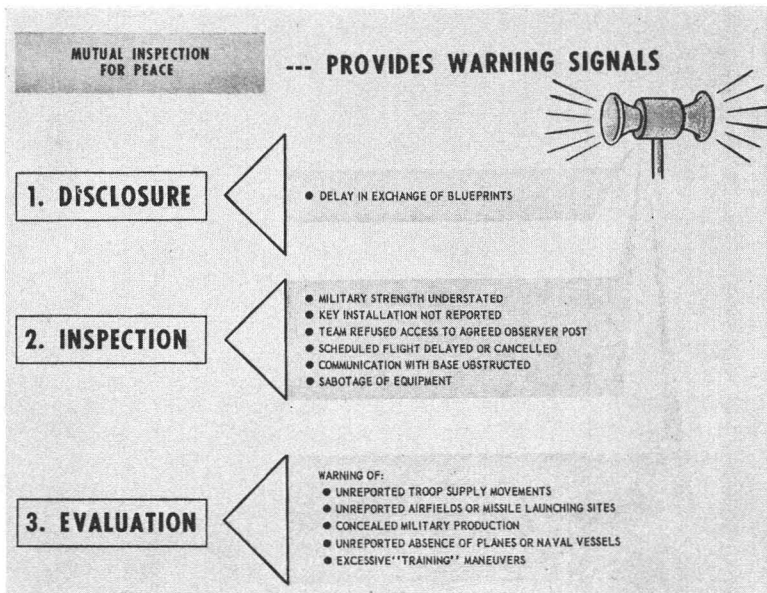 MUTUAL INSPECTION
FOR PEACE
--- PROVIDES WARNING SIGNALS
1. DISCLOSURE
● DELAY IN EXCHANGE OF BLUEPRINTS
2. INSPECTION
● MILITARY STRENGTH UNDERSTATED
● KEY INSTALLATION NOT REPORTED
● TEAM REFUSED ACCESS TO AGREED OBSERVER POST
● SCHEDULED FLIGHT DELAYED OR CANCELLED
● COMMUNICATION WITH BASE OBSTRUCTED
● SABOTAGE OF EQUIPMENT
3. EVALUATION
WARNING OF:
● UNREPORTED TROOP SUPPLY MOVEMENTS
● UNREPORTED AIRFIELDS OR MISSILE LAUNCHING SITES
● CONCEALED MILITARY PRODUCTION
● UNREPORTED ABSENCE OF PLANES OR NAVAL VESSELS
● EXCESSIVE "TRAINING" MANEUVERS